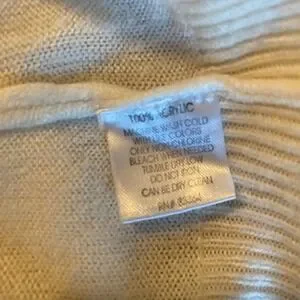 100% ACRYLIC
MACHINE WASH COLD
WITH LIKE COLORS
ONLY NON-CHLORINE
BLEACH WHEN NEEDED
TUMBLE DRY LOW
DO NOT IRON
CAN BE DRY CLEAN
RN#